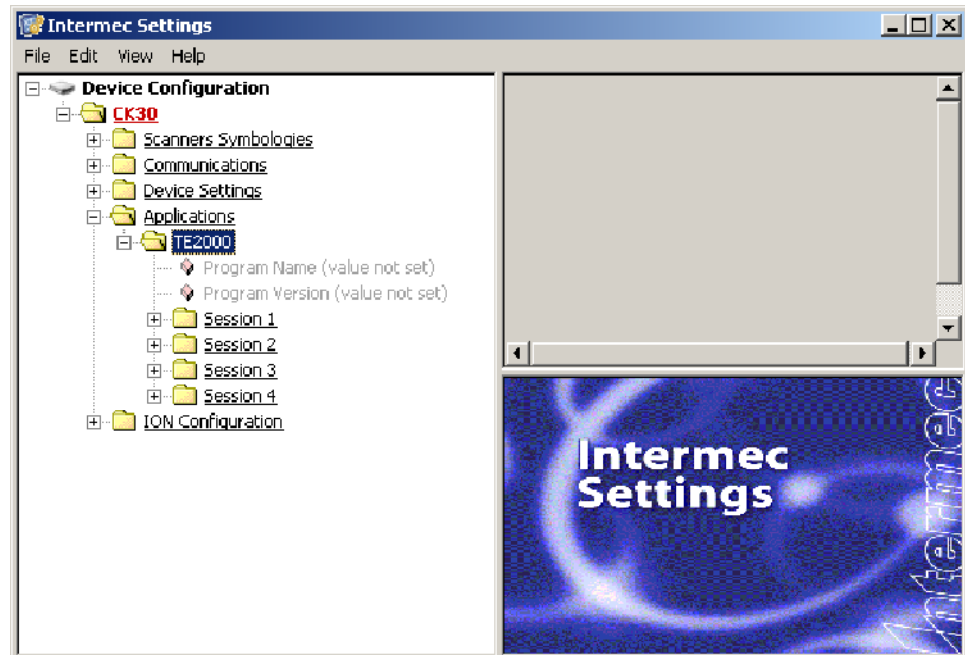 Intermec Settings
File Edit View Help
Device Configuration
CK30
Scanners Symbologies
Communications
Device Settings
Applications
TE2000
Program Name (value not set)
Program Version (value not set)
Session 1
Session 2
Session 3
Session 4
ION Configuration
Intermec
Settings
Intermec